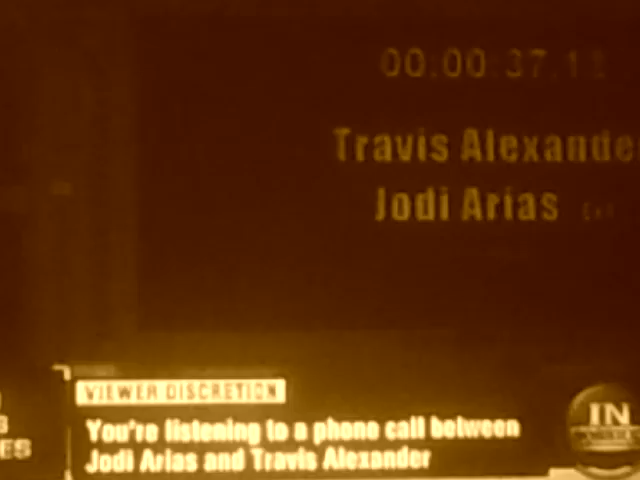 00:00:37.1
Travis Alexande
Jodi Arias
VIEWER DISCRETION
You're listening to a phone call between
Jodi Arias and Travis Alexander
IN
ES